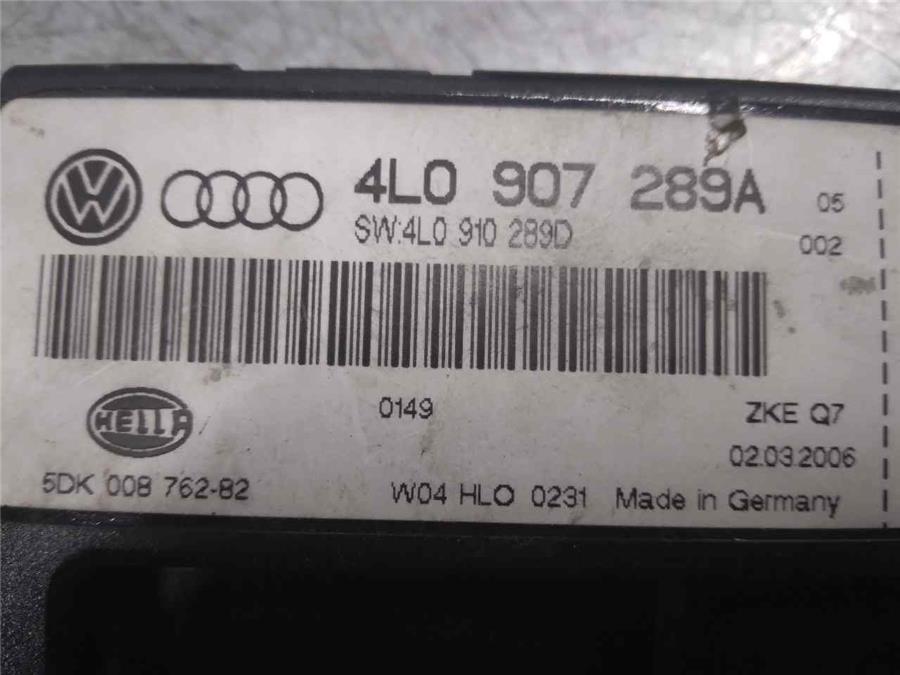 4L0 907 289A 05
SW:4L0 910 289D 002
HELLA 0149 ZKE Q7
02.03.2006
5DK 008 762-82 W04 HLO 0231 Made in Germany